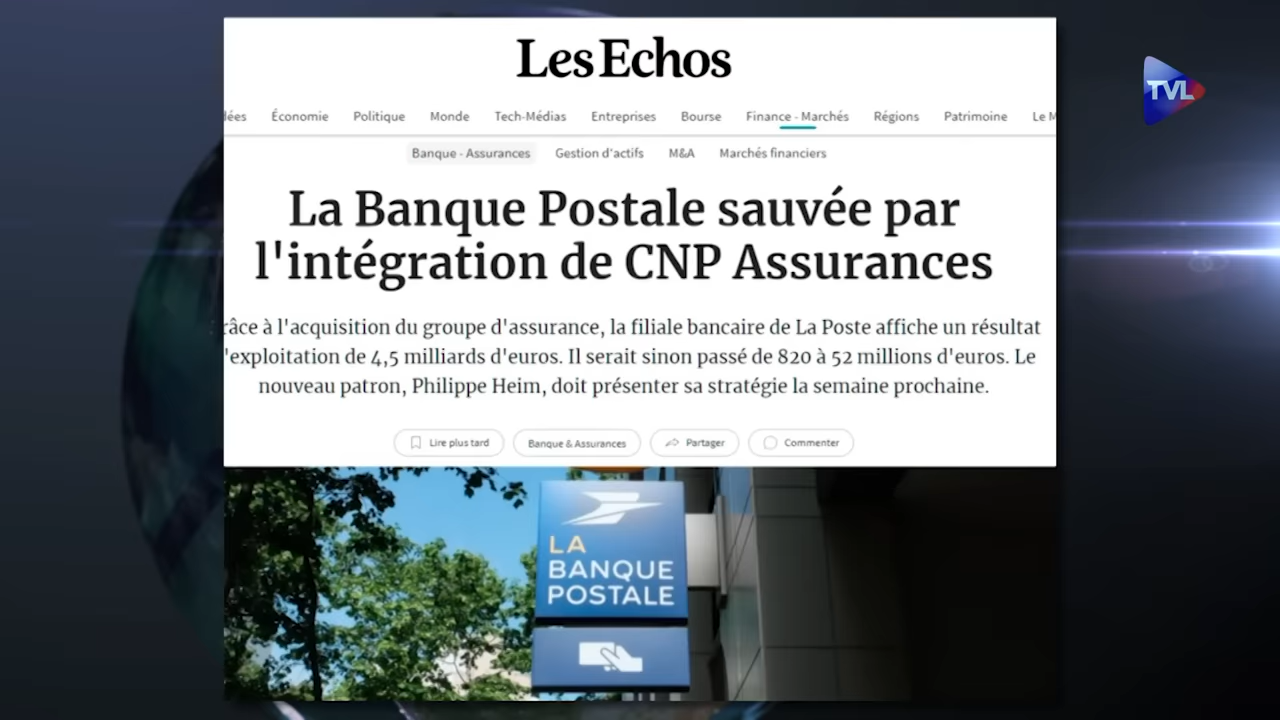 Les Echos
TVL
Économie Politique Monde Tech-Médias Entreprises Bourse Finance - Marchés Régions Patrimoine Le M
Banque - Assurances Gestion d'actifs M&A Marchés financiers
La Banque Postale sauvée par
l'intégration de CNP Assurances
râce à l'acquisition du groupe d'assurance, la filiale bancaire de La Poste affiche un résultat
'exploitation de 4,5 milliards d'euros. Il serait sinon passé de 820 à 52 millions d'euros. Le
nouveau patron, Philippe Heim, doit présenter sa stratégie la semaine prochaine.
Lire plus tard Banque & Assurances Partager Commenter
LA
BANQUE
POSTALE